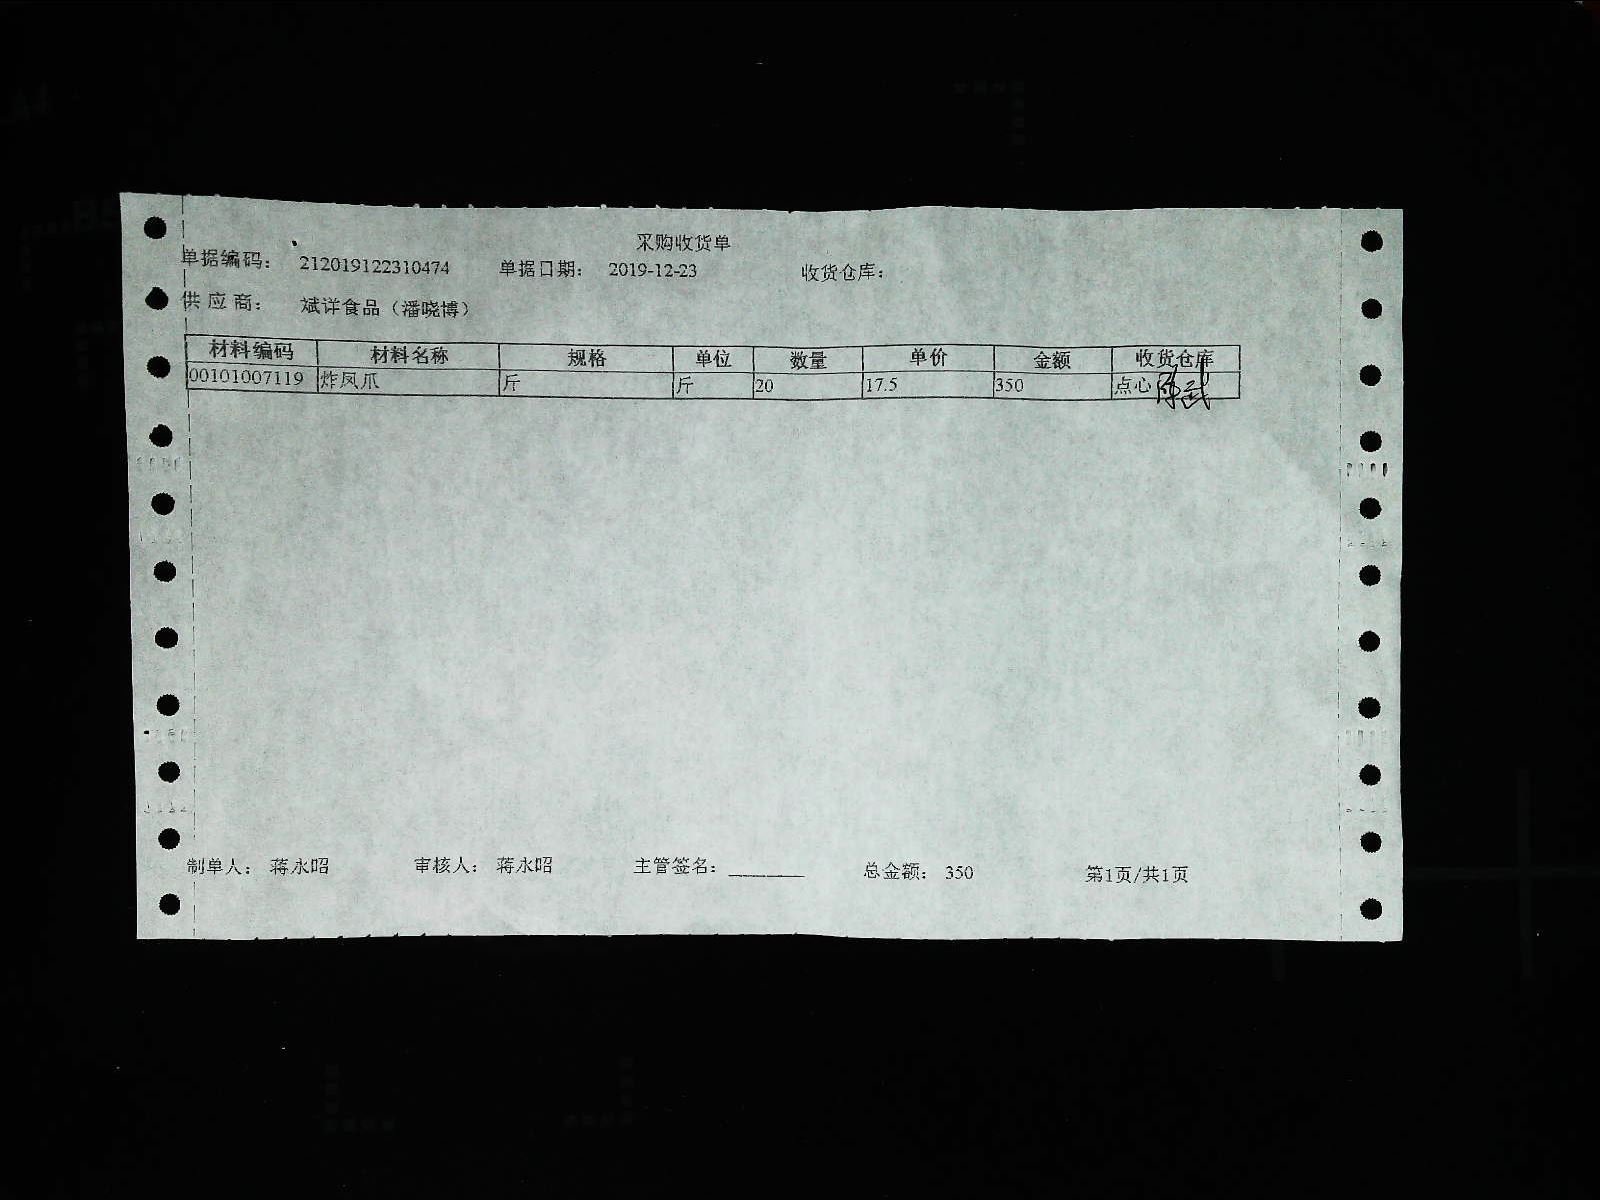 采购收货单
单据编码： 212019122310474 单据日期： 2019-12-23 收货仓库：
供应商： 斌详食品（潘晓博）
材料编码 材料名称 规格 单位 数量 单价 金额 收货仓库
00101007119 炸凤爪 斤 斤 20 17.5 350 点心
制单人： 蒋永昭 审核人： 蒋永昭 主管签名： 总金额： 350 第1页/共1页